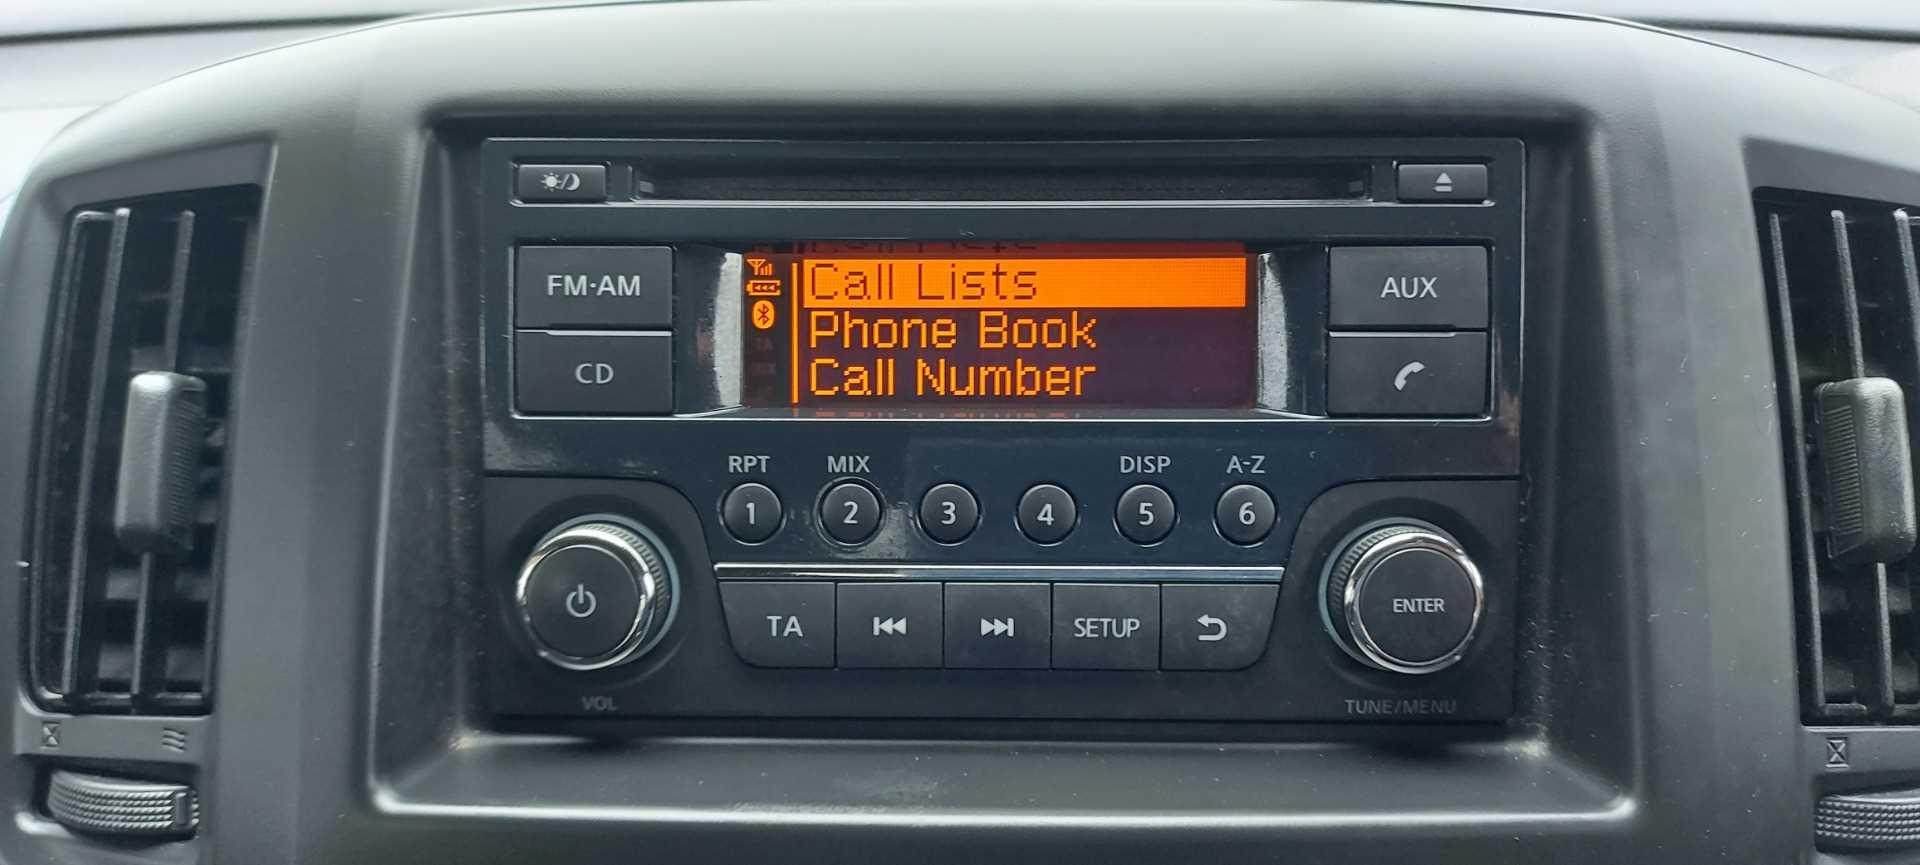 Call Lists
FM·AM
AUX
Phone Book
CD
Call Number
RPT MIX DISP A-Z
1 2 3 4 5 6
TA SETUP ENTER
VOL TUNE/MENU